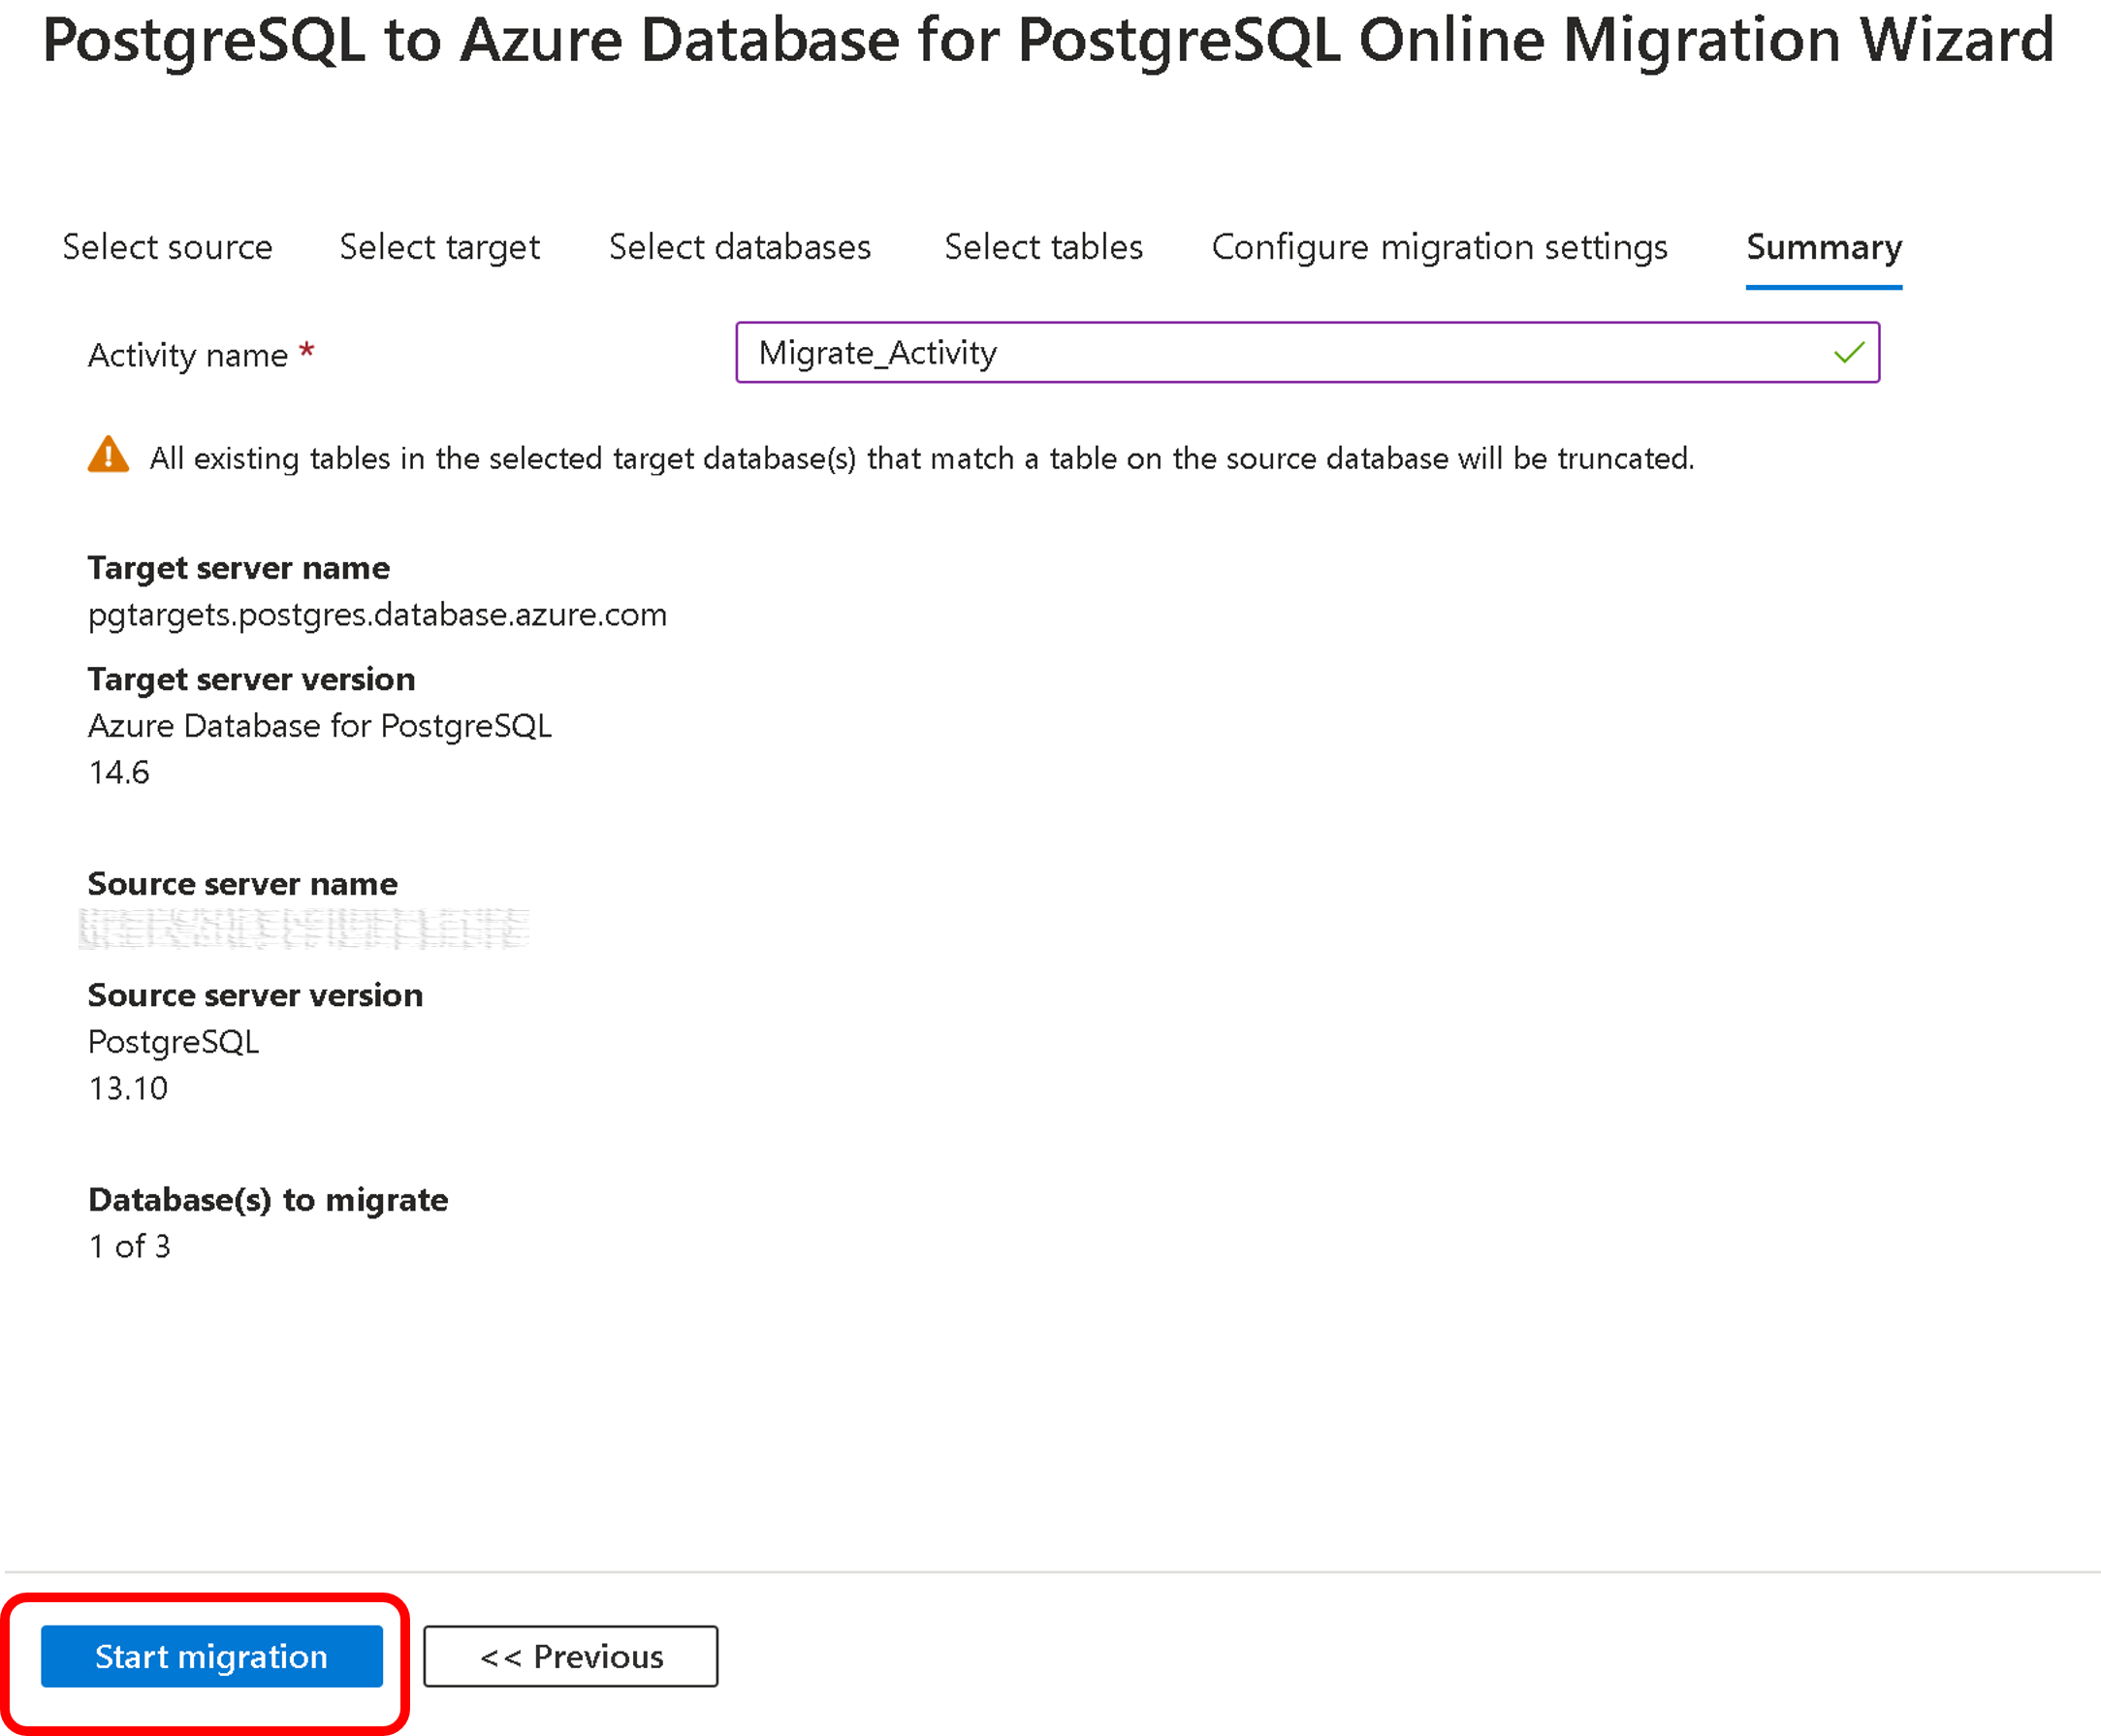 PostgreSQL to Azure Database for PostgreSQL Online Migration Wizard
Select source Select target Select databases Select tables Configure migration settings Summary
Activity name * Migrate_Activity
All existing tables in the selected target database(s) that match a table on the source database will be truncated.
Target server name
pgtargets.postgres.database.azure.com
Target server version
Azure Database for PostgreSQL
14.6
Source server name
Source server version
PostgreSQL
13.10
Database(s) to migrate
1 of 3
Start migration << Previous